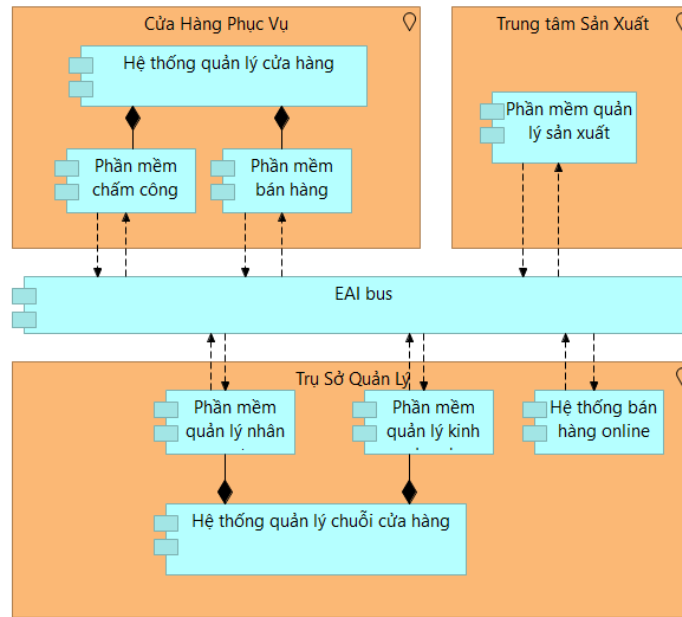 Cửa Hàng Phục Vụ
Trung tâm Sản Xuất
Hệ thống quản lý cửa hàng
Phần mềm quản
lý sản xuất
Phần mềm
chấm công
Phần mềm
bán hàng
EAI bus
Trụ Sở Quản Lý
Phần mềm
quản lý nhân
Phần mềm
quản lý kinh
Hệ thống bán
hàng online
Hệ thống quản lý chuỗi cửa hàng